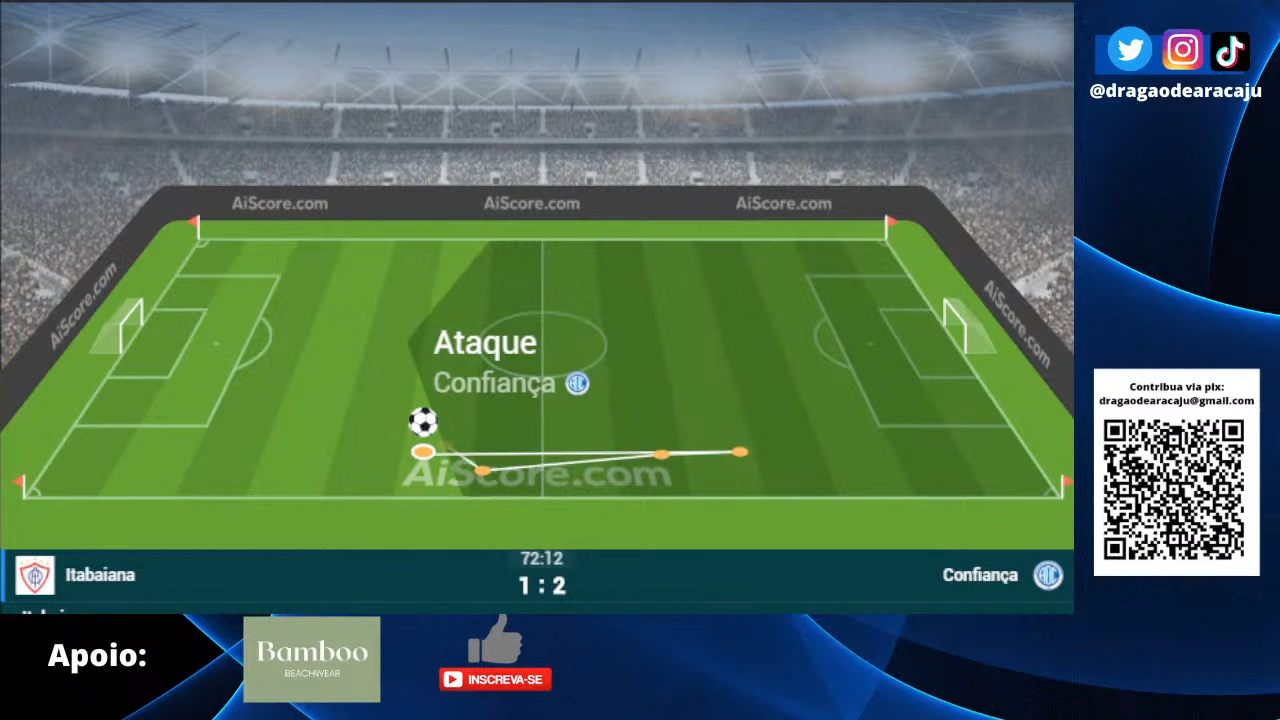 @dragaodearacaju
AiScore.com
AiScore.com
AiScore.com
AiScore.com
AiScore.com
Ataque
Confiança
AiScore.com
Contribua via pix:
dragaodearacaju@gmail.com
72:12
Itabaiana
1 : 2
Confiança
Apoio:
Bamboo
BEACHWEAR
INSCREVA-SE